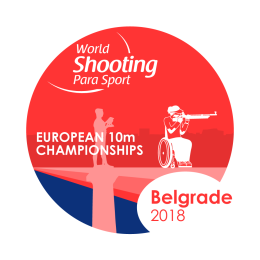 World
Shooting
Para Sport
EUROPEAN 10m
CHAMPIONSHIPS
Belgrade
2018